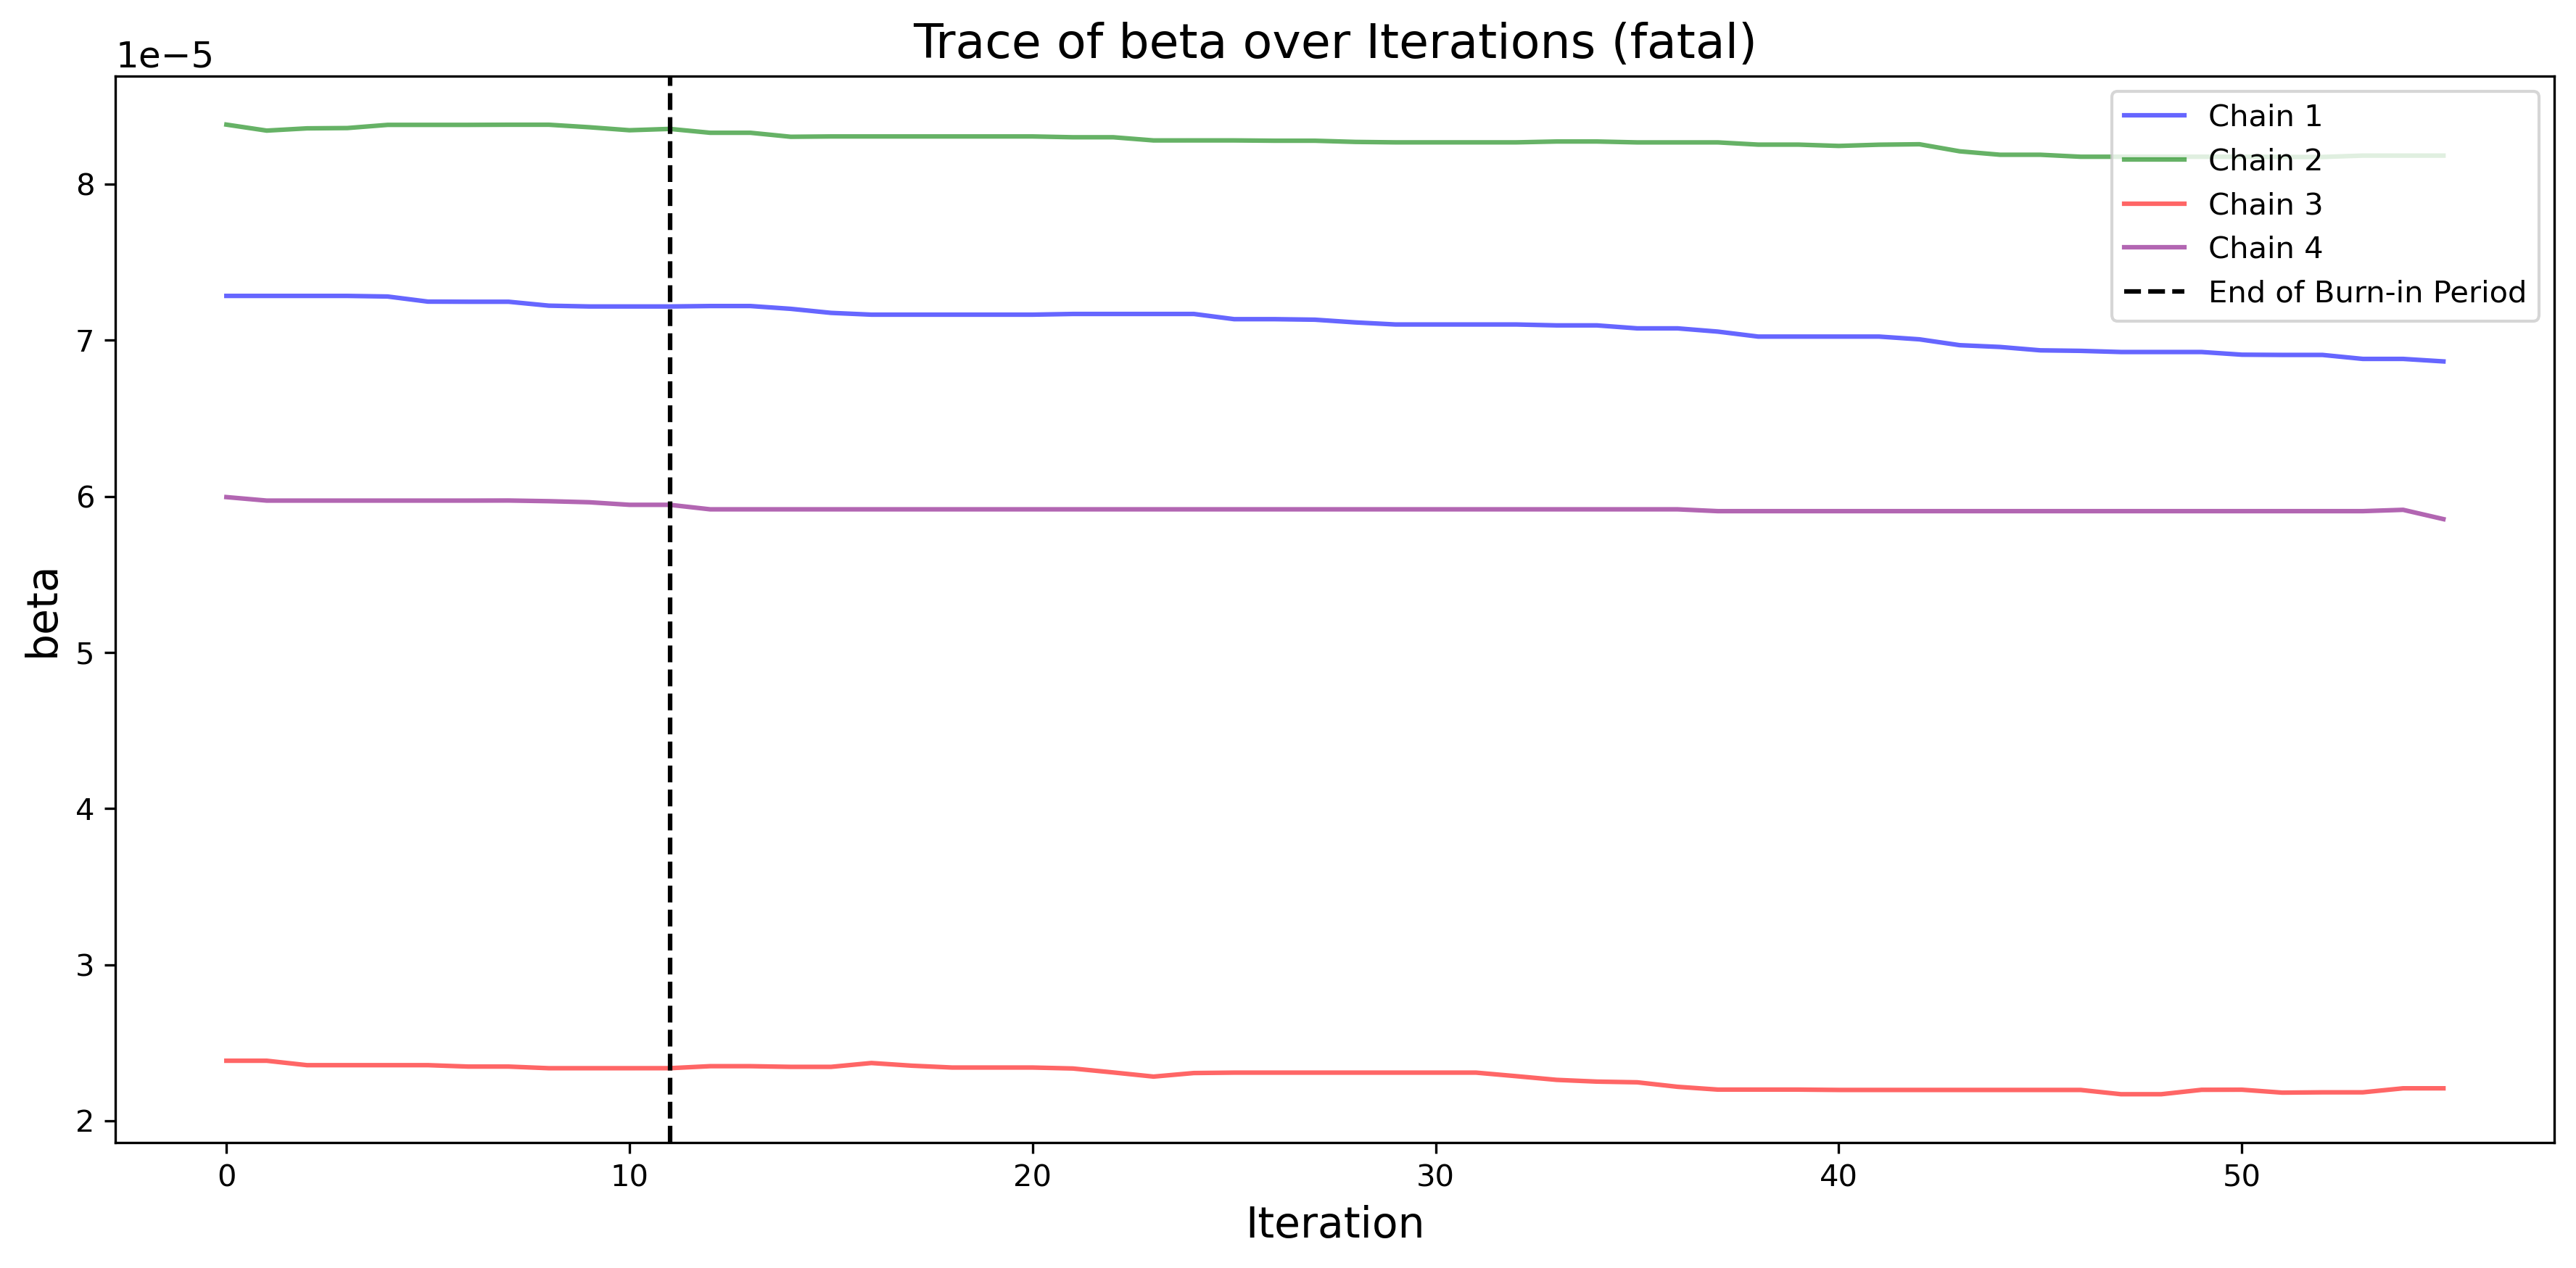 Trace of beta over Iterations (fatal)
1e−5
Chain 1
Chain 2
Chain 3
Chain 4
End of Burn-in Period
8
7
6
5
4
3
2
beta
0 10 20 30 40 50
Iteration